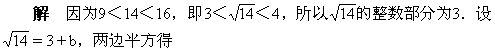 解 因为9<14<16，即3<√14<4，所以√14的整数部分为3．设
√14=3+b，两边平方得